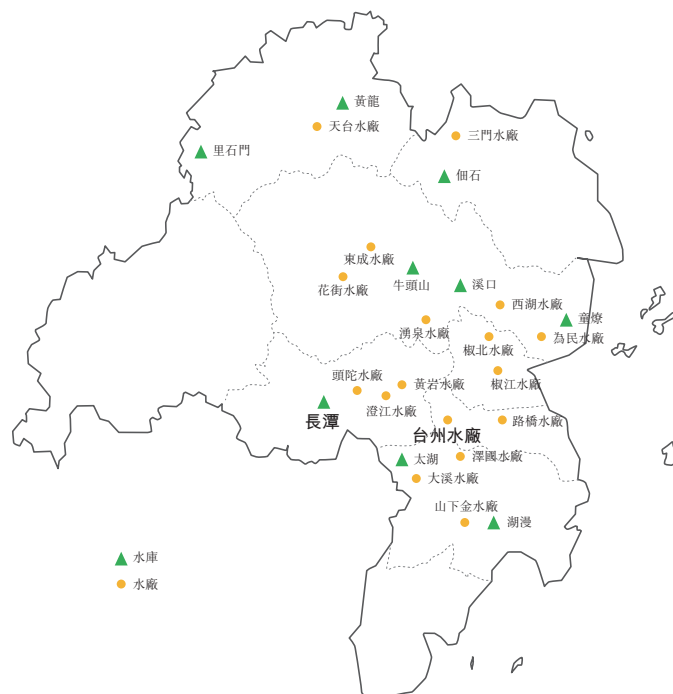 黃龍
天台水廠
三門水廠
里石門
佃石
東成水廠
牛頭山
溪口
花街水廠
西湖水廠
童燎
湧泉水廠
為民水廠
椒北水廠
頭陀水廠
黃岩水廠
椒江水廠
澄江水廠
長潭
台州水廠
路橋水廠
太湖
澤國水廠
大溪水廠
山下金水廠
湖漫
水庫
水廠